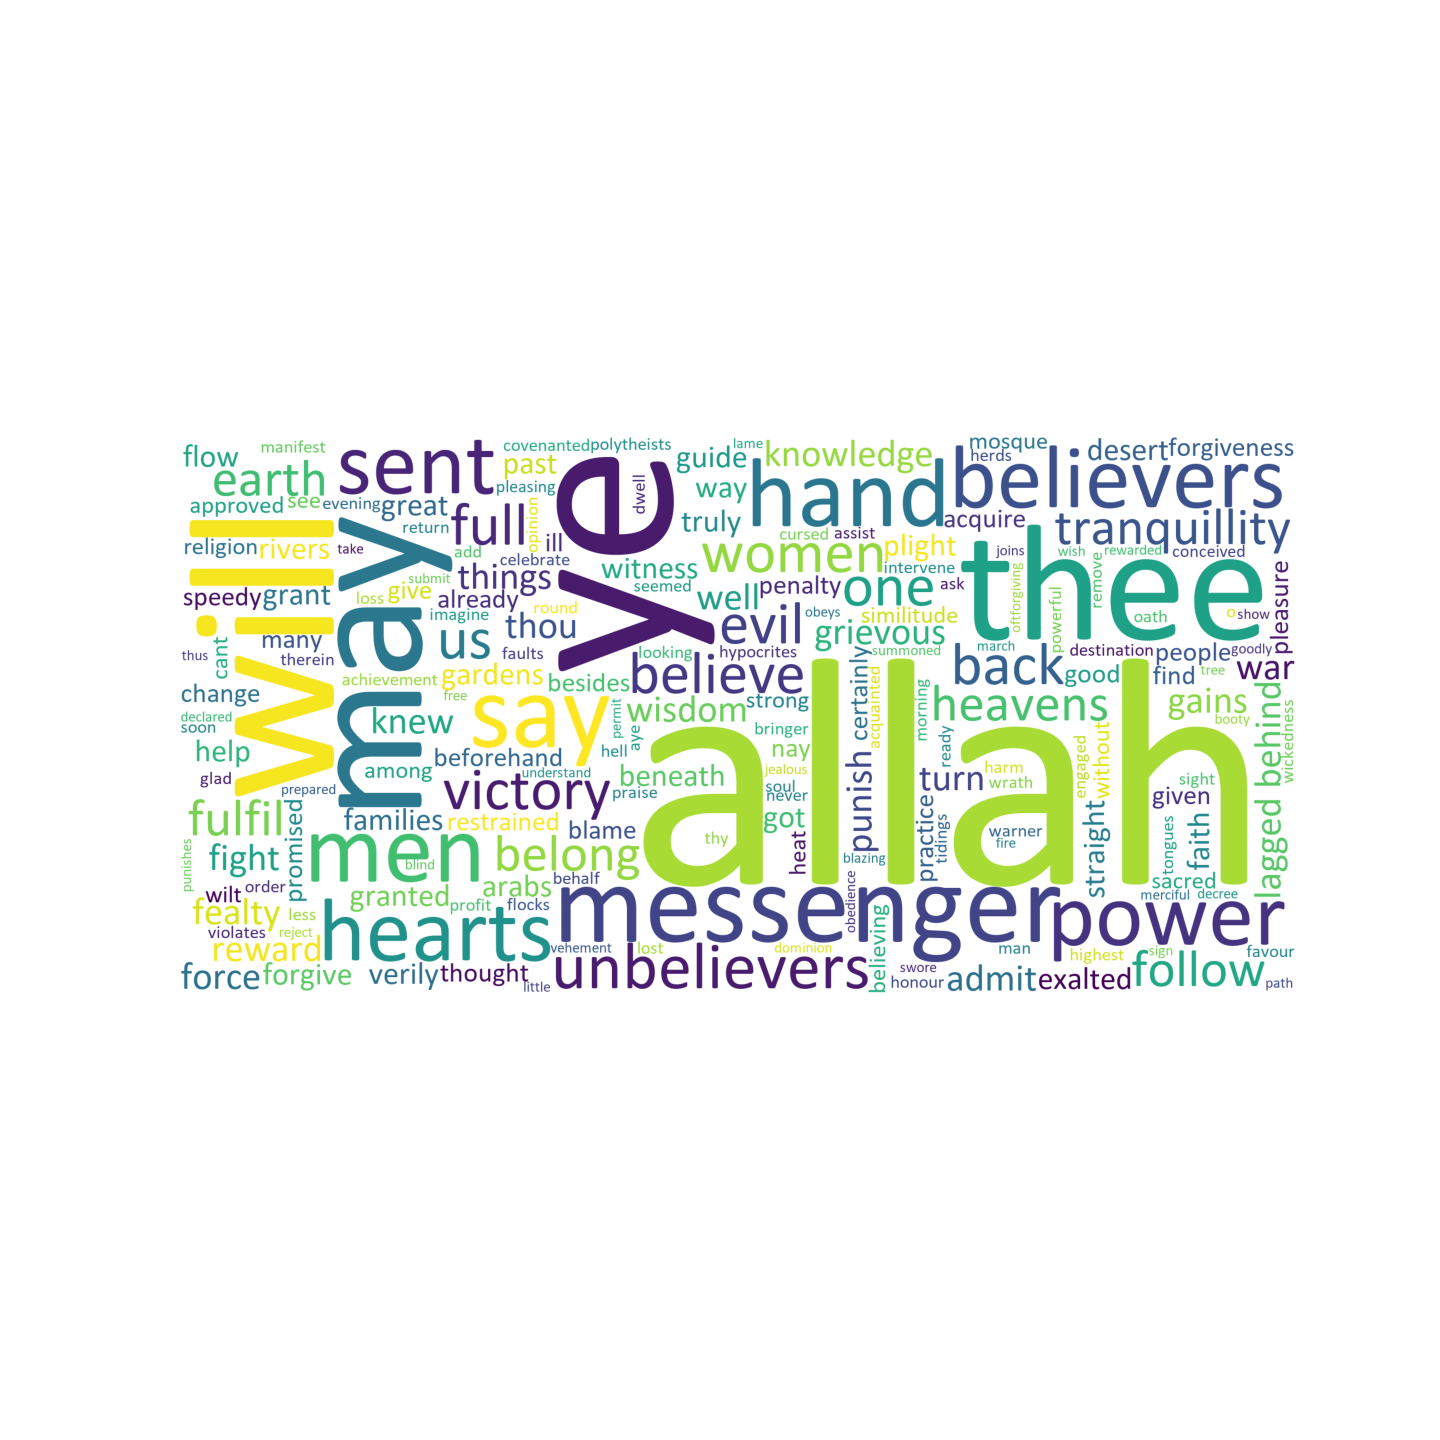 flow
manifest
earth
approved
see
evening
great
sent
religion
rivers
take
return
speedy
grant
will
may
many
thus
therein
cant
change
declared
soon
help
glad
prepared
covenanted
polytheists
past
pleasing
full
opinion
ill
add
celebrate
submit
things
give
loss
already
imagine
round
us
thou
faults
achievement
gardens
free
knew
say
among
beforehand
understand
victory
ye
dwell
lame
guide
knowledge
way
truly
hand
women
cursed
assist
plight
intervene
witness
seemed
well
penalty
one
ask
obeys
similitude
evil
grievous
looking
hypocrites
summoned
besides
believe
permit
aye
hell
wisdom
strong
bringer
nay
beneath
jealous
praise
soul
never
certainly
acquainted
punish
mosque
herds
believers
desert
forgiveness
acquire
tranquillity
joins
wish
rewarded
conceived
thee
oftforgiving
powerful
remove
oath
o
show
pleasure
march
destination
people
goodly
back
good
find
tree
war
heavens
morning
ready
gains
booty
wickedness
behind
lagged
turn
harm
wrath
engaged
without
sight
given
allah
thy
fulfil
promised
families
restrained
blame
got
heat
practice
tidings
warner
fire
straight
tongues
faith
fight
punishes
men
blind
belong
blazing
sacred
merciful
decree
wilt
order
granted
arabs
behalf
profit
flocks
fealty
less
violates
reject
reward
hearts
messenger
obedience
believing
power
vehement
lost
dominion
man
highest
sign
favour
force
forgive
verily
thought
little
unbelievers
swore
honour
admit
exalted
follow
path